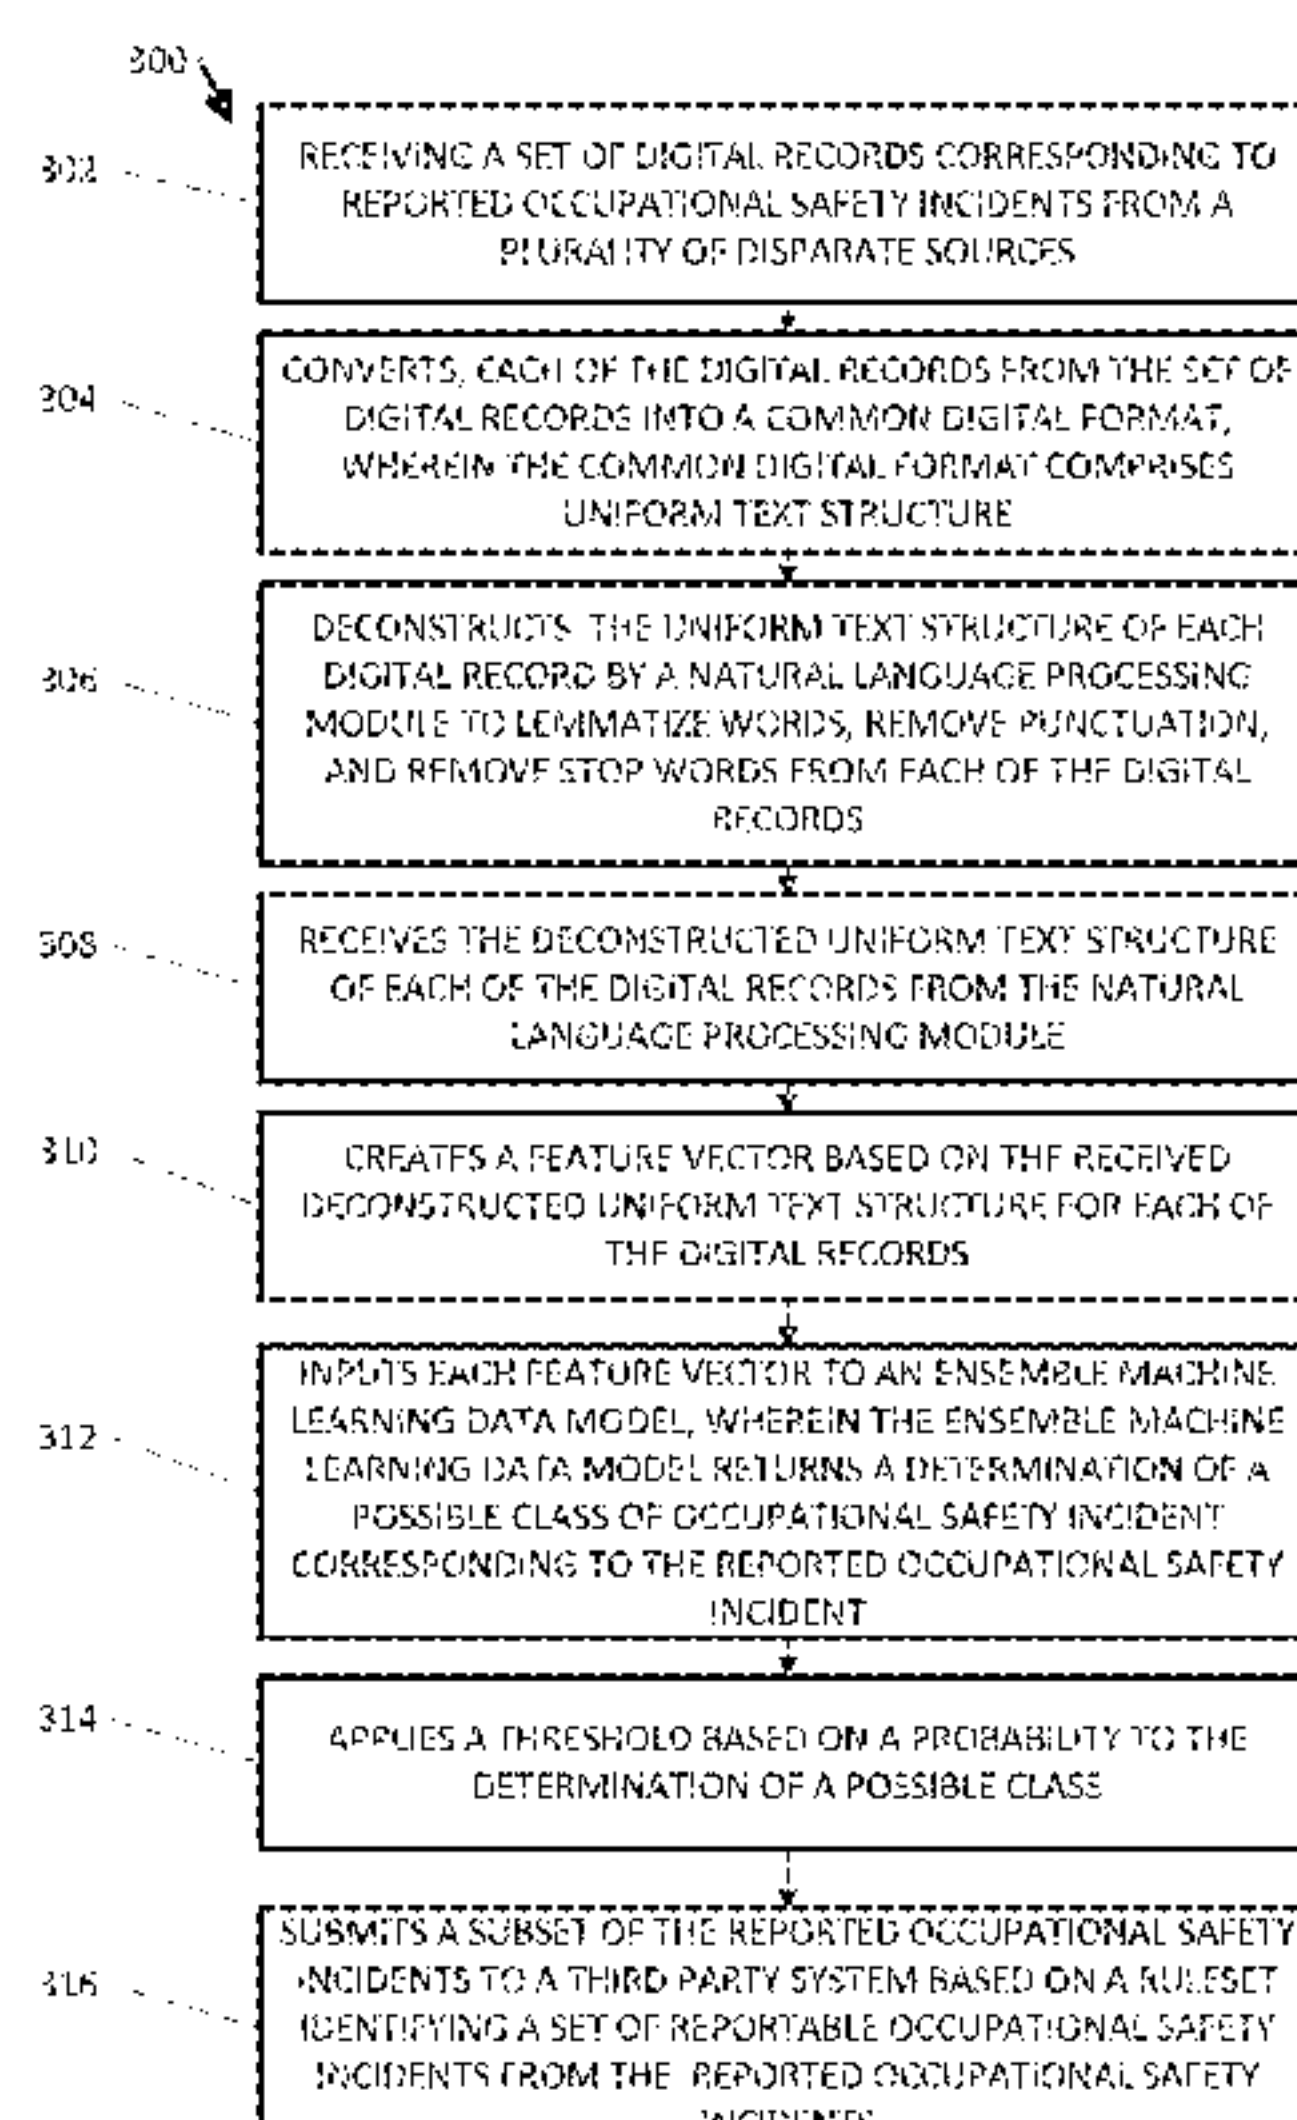 300
302
RECEIVING A SET OF DIGITAL RECORDS CORRESPONDING TO
REPORTED OCCUPATIONAL SAFETY INCIDENTS FROM A
PLURALITY OF DISPARATE SOURCES
304
CONVERTS, EACH OF THE DIGITAL RECORDS FROM THE SET OF
DIGITAL RECORDS INTO A COMMON DIGITAL FORMAT,
WHEREIN THE COMMON DIGITAL FORMAT COMPRISES
UNIFORM TEXT STRUCTURE
306
DECONSTRUCTS THE UNIFORM TEXT STRUCTURE OF EACH
DIGITAL RECORD BY A NATURAL LANGUAGE PROCESSING
MODULE TO LEMMATIZE WORDS, REMOVE PUNCTUATION,
AND REMOVE STOP WORDS FROM EACH OF THE DIGITAL
RECORDS
308
RECEIVES THE DECONSTRUCTED UNIFORM TEXT STRUCTURE
OF EACH OF THE DIGITAL RECORDS FROM THE NATURAL
LANGUAGE PROCESSING MODULE
310
CREATES A FEATURE VECTOR BASED ON THE RECEIVED
DECONSTRUCTED UNIFORM TEXT STRUCTURE FOR EACH OF
THE DIGITAL RECORDS
312
INPUTS EACH FEATURE VECTOR TO AN ENSEMBLE MACHINE
LEARNING DATA MODEL, WHEREIN THE ENSEMBLE MACHINE
LEARNING DATA MODEL RETURNS A DETERMINATION OF A
POSSIBLE CLASS OF OCCUPATIONAL SAFETY INCIDENT
CORRESPONDING TO THE REPORTED OCCUPATIONAL SAFETY
INCIDENT
314
APPLIES A THRESHOLD BASED ON A PROBABILITY TO THE
DETERMINATION OF A POSSIBLE CLASS
316
SUBMITS A SUBSET OF THE REPORTED OCCUPATIONAL SAFETY
INCIDENTS TO A THIRD PARTY SYSTEM BASED ON A RULESET
IDENTIFYING A SET OF REPORTABLE OCCUPATIONAL SAFETY
INCIDENTS FROM THE REPORTED OCCUPATIONAL SAFETY